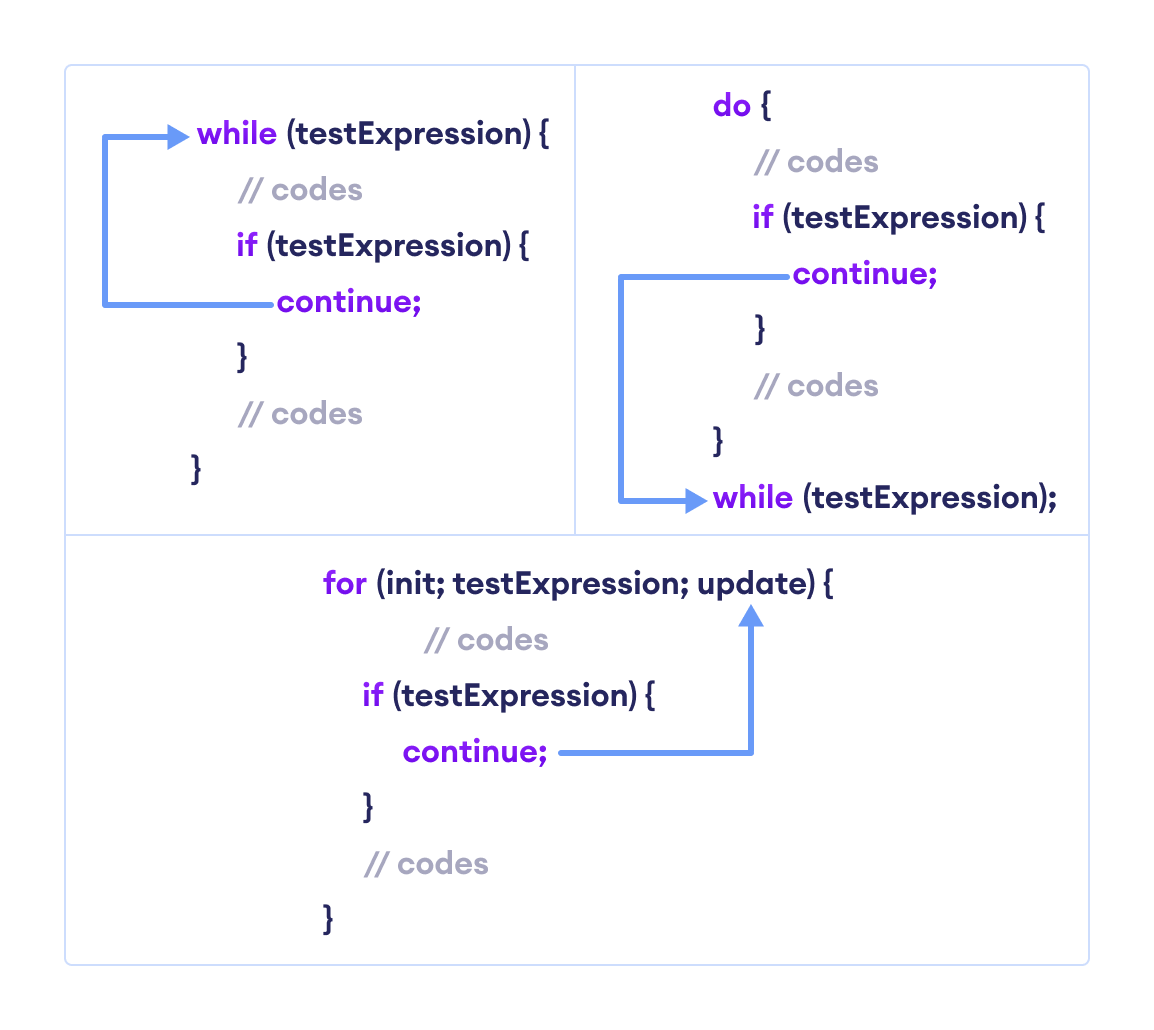 while (testExpression) {
// codes
if (testExpression) {
continue;
}
// codes
}
do {
// codes
if (testExpression) {
continue;
}
// codes
}
while (testExpression);
for (init; testExpression; update) {
// codes
if (testExpression) {
continue;
}
// codes
}